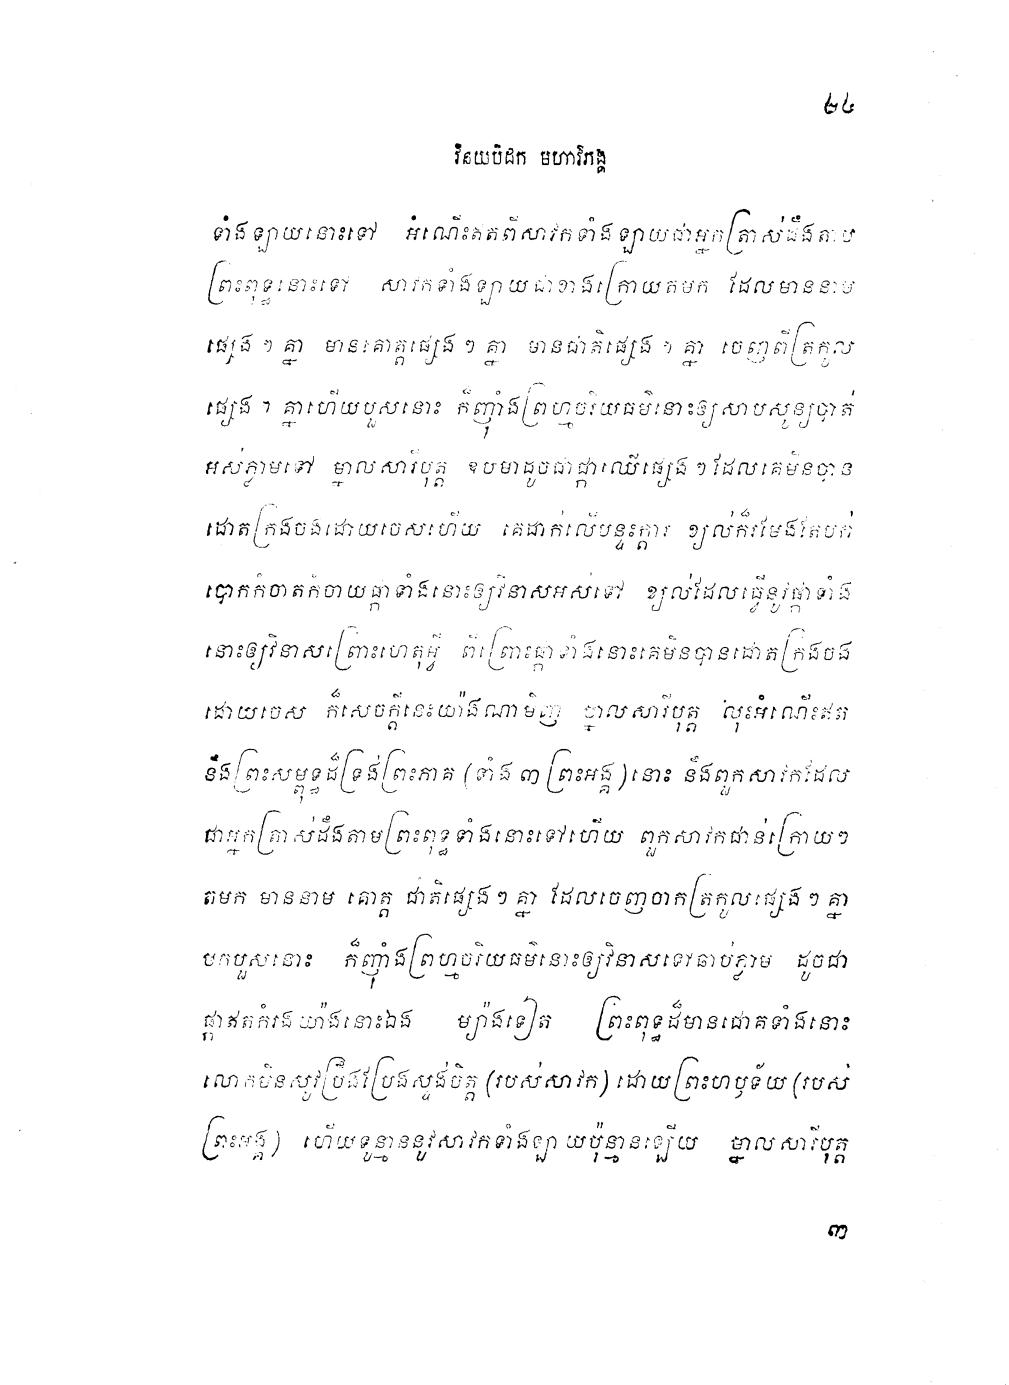 ២៤
វិនយបិដក មហាវិភង្គ
ទាំងឡាយនោះទៅ អំណើះឥតពីសាវកទាំងឡាយជាអ្នកត្រាស់ដឹងតាម
ព្រះពុទ្ធនោះទៅ សាវកទាំងឡាយជាខាងក្រោយតមក ដែលមាននាម
ផ្សេង ៗ គ្នា មានគោត្តផ្សេង ៗ គ្នា មានជាតិផ្សេង ៗ គ្នា ចេញពីត្រកូល
ផ្សេង ៗ គ្នាហើយបួសនោះ ក៏ញ៉ាំងព្រហ្មចរិយធម៌នោះឲ្យសាបសូន្យបាត់
អស់ភ្លាមទៅ ម្នាលសារីបុត្ត ឧបមាដូចជាផ្កាឈើផ្សេង ៗ ដែលគេមិនបាន
ដោតក្រងចងដោយចេសហើយ គេដាក់លើបន្ទះក្តារ ខ្យល់ក៏រមែងតែបក់
បោកកំចាតកំចាយផ្កាទាំងនោះឲ្យវិនាសអស់ទៅ ខ្យល់ដែលធ្វើនូវផ្កាទាំង
នោះឲ្យវិនាសព្រោះហេតុអ្វី ពីព្រោះផ្កាទាំងនោះគេមិនបានដោតក្រងចង
ដោយចេស ក៏សេចក្តីនេះយ៉ាងណាមិញ ម្នាលសារីបុត្ត លុះអំណើះឥត
នឹងព្រះសម្ពុទ្ធដ៏ទ្រង់ព្រះភាគ (ទាំង ៣ ព្រះអង្គ) នោះ នឹងពួកសាវកដែល
ជាអ្នកត្រាស់ដឹងតាមព្រះពុទ្ធទាំងនោះទៅហើយ ពួកសាវកជាន់ក្រោយៗ
តមក មាននាម គោត្ត ជាតិផ្សេង ៗ គ្នា ដែលចេញចាកត្រកូលផ្សេង ៗ គ្នា
មកបួសនោះ ក៏ញ៉ាំងព្រហ្មចរិយធម៌នោះឲ្យវិនាសទៅឆាប់ភ្លាម ដូចជា
ផ្កាឥតកំរងយ៉ាងនោះឯង ម្យ៉ាងទៀត ព្រះពុទ្ធដ៏មានជោគទាំងនោះ
លោកមិនសូវប្រឹងប្រែងស្ទង់ចិត្ត (របស់សាវក) ដោយព្រះហឫទ័យ (របស់
ព្រះអង្គ) ហើយទូន្មាននូវសាវកទាំងឡាយប៉ុន្មានឡើយ ម្នាលសារីបុត្ត
៣